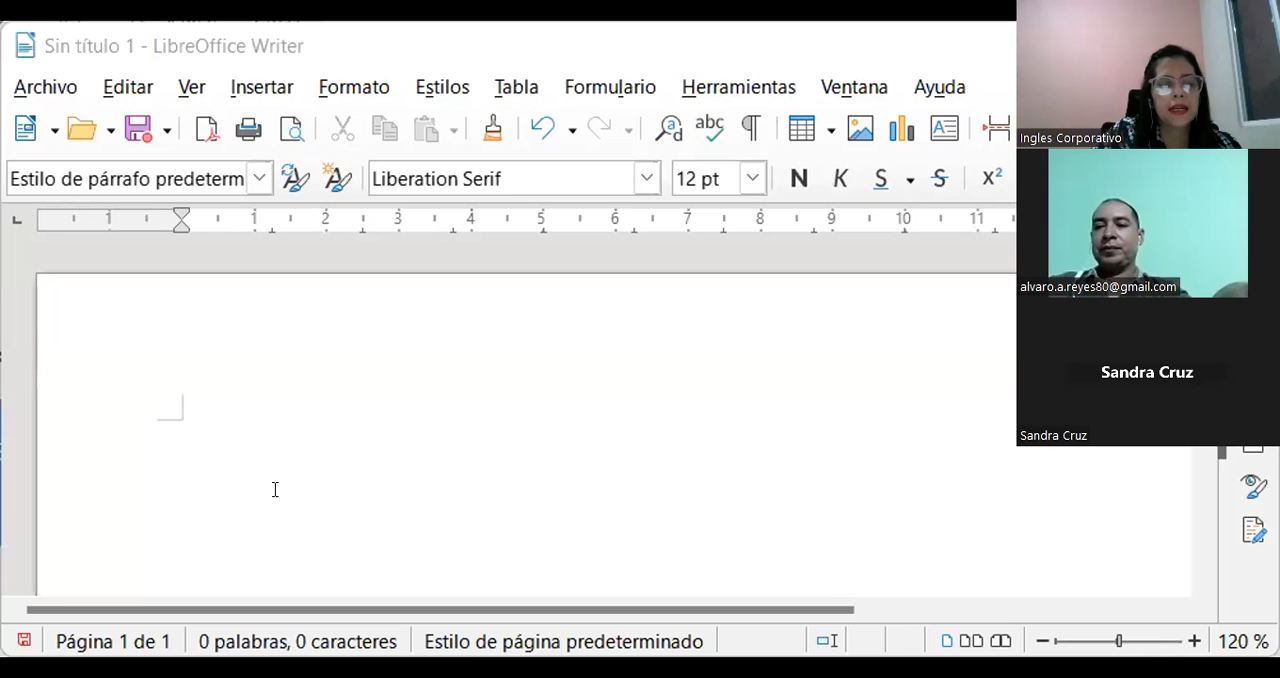 Sin título 1 - LibreOffice Writer
Archivo Editar Ver Insertar Formato Estilos Tabla Formulario Herramientas Ventana Ayuda
abc
Estilo de párrafo predeterm Liberation Serif 12 pt N K S S X²
1 1 2 3 4 5 6 7 8 9 10 11
Ingles Corporativo
alvaro.a.reyes80@gmail.com
Sandra Cruz
Sandra Cruz
Página 1 de 1 0 palabras, 0 caracteres Estilo de página predeterminado 120 %